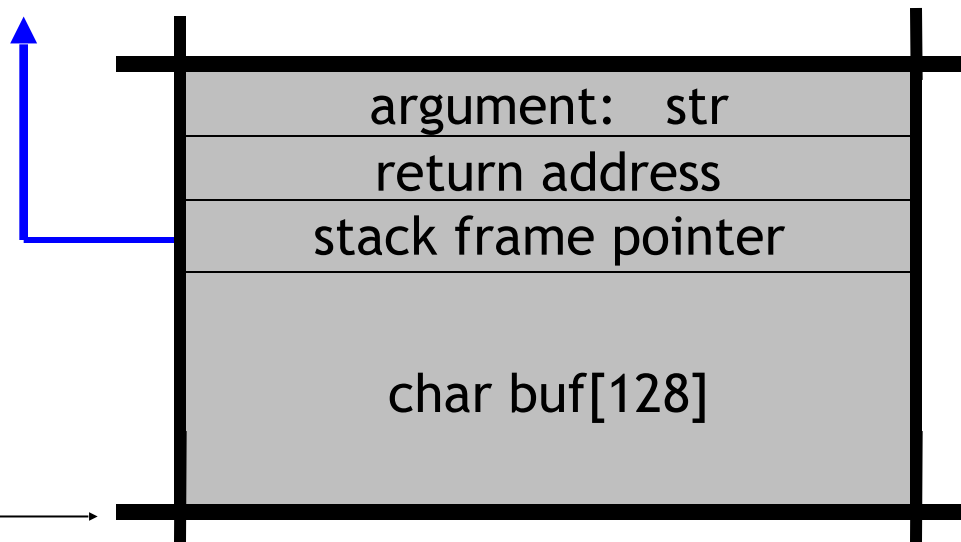 argument: str
return address
stack frame pointer
char buf[128]